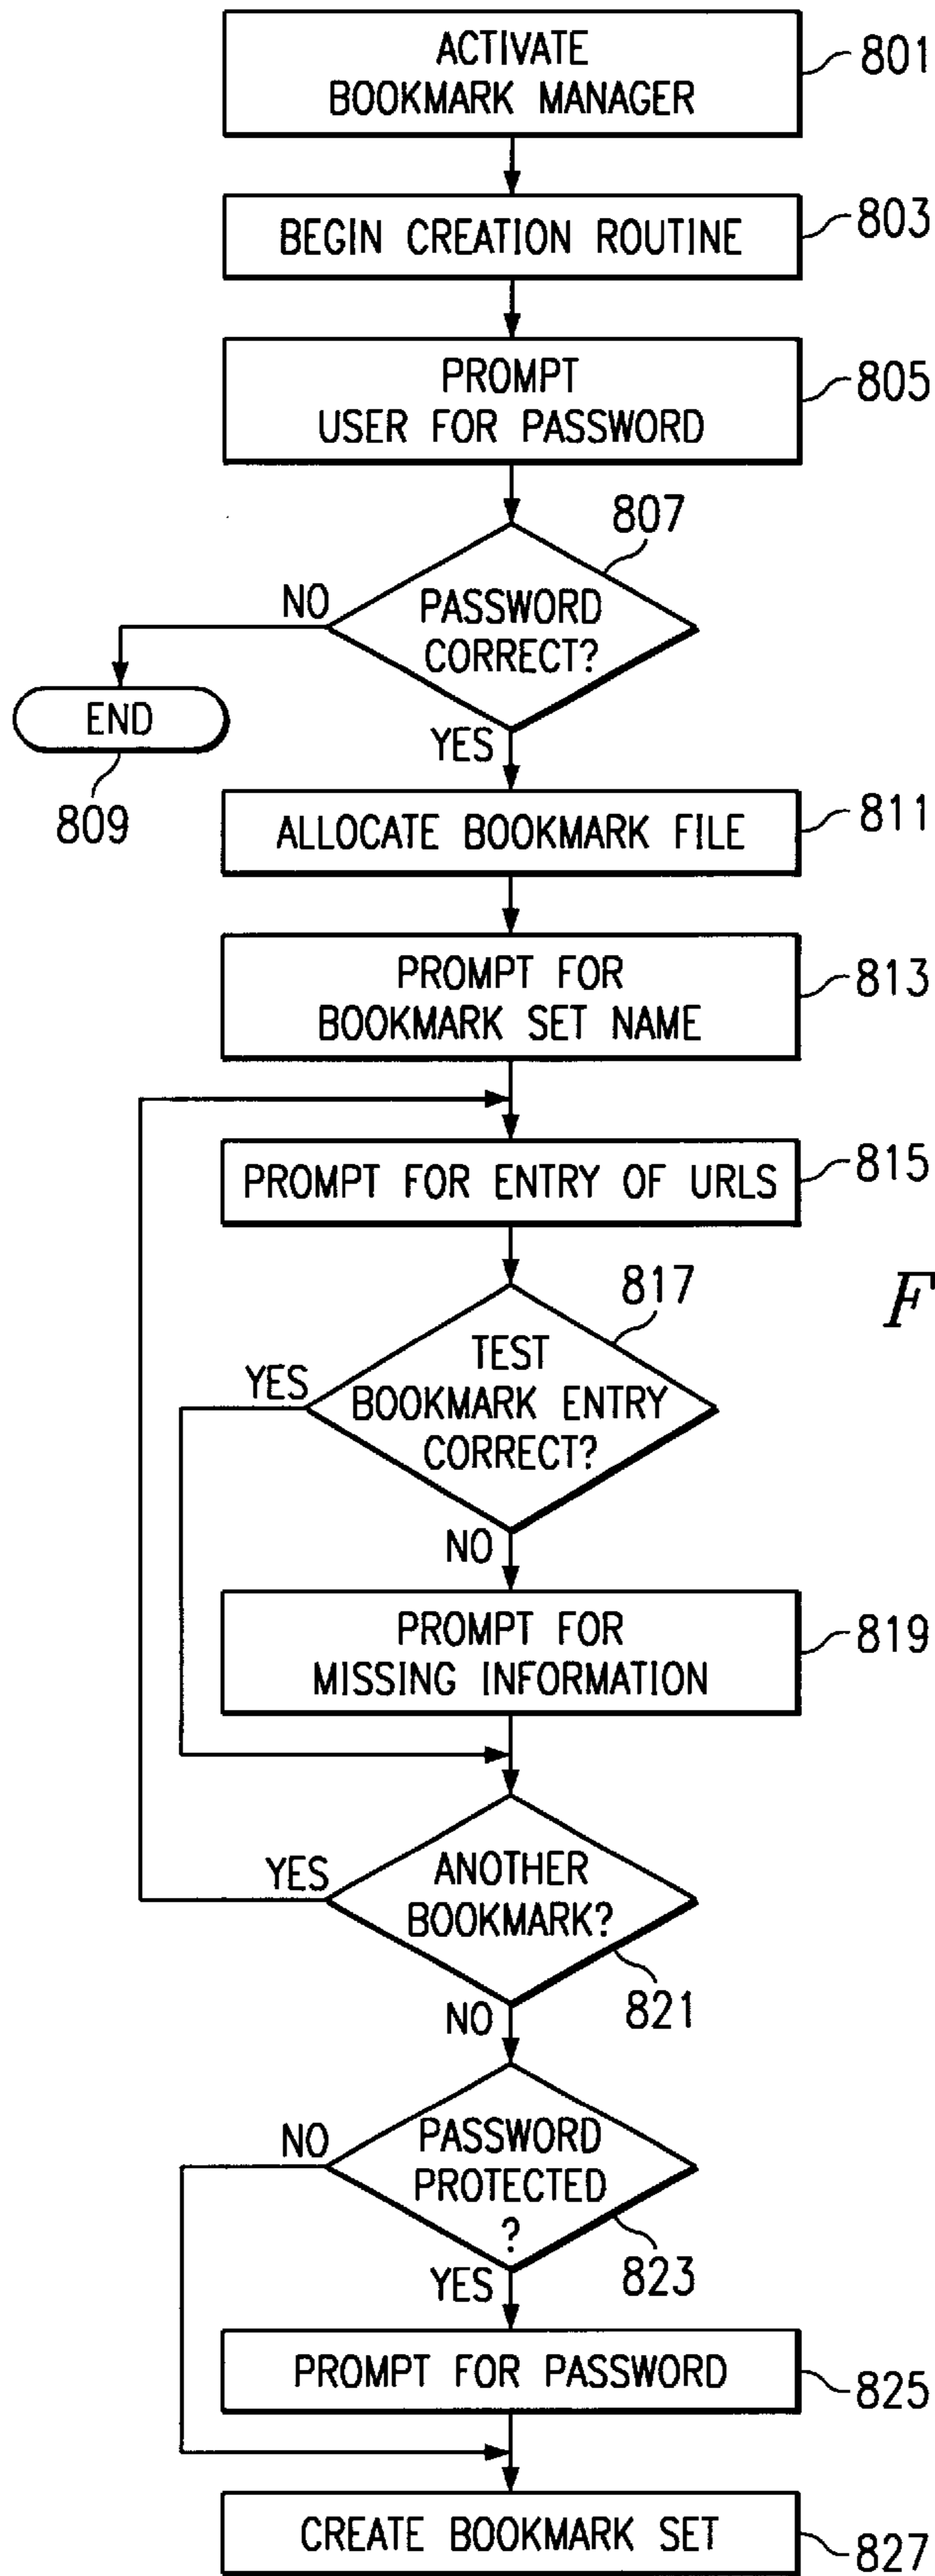 ACTIVATE
BOOKMARK MANAGER
801
BEGIN CREATION ROUTINE
803
PROMPT
USER FOR PASSWORD
805
807
PASSWORD
CORRECT?
NO
END
809
YES
ALLOCATE BOOKMARK FILE
811
PROMPT FOR
BOOKMARK SET NAME
813
PROMPT FOR ENTRY OF URLS
815
F
817
TEST
BOOKMARK ENTRY
CORRECT?
YES
NO
PROMPT FOR
MISSING INFORMATION
819
ANOTHER
BOOKMARK?
YES
821
NO
PASSWORD
PROTECTED
?
NO
823
YES
PROMPT FOR PASSWORD
825
CREATE BOOKMARK SET
827